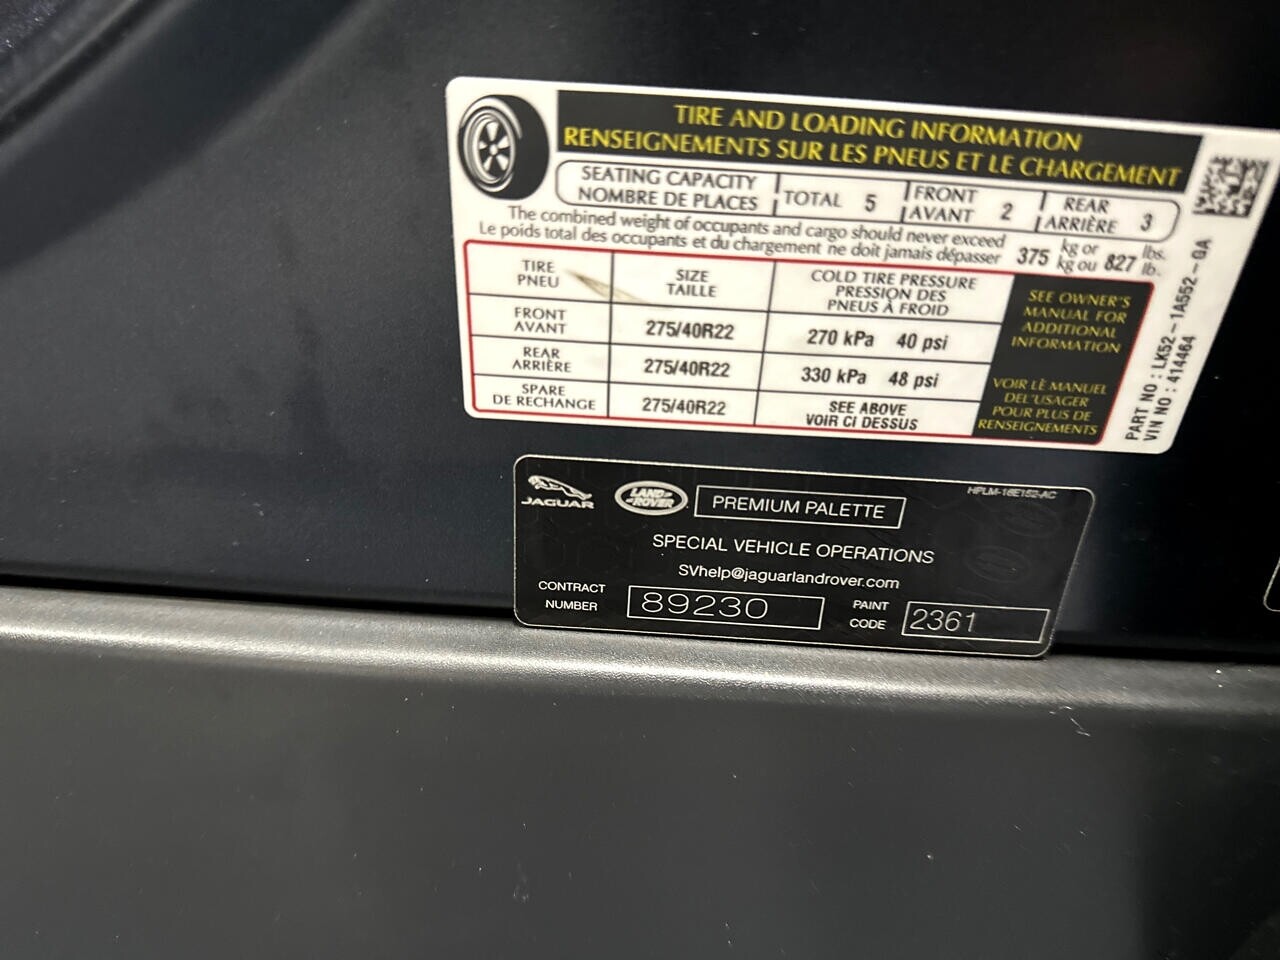 TIRE AND LOADING INFORMATION
RENSEIGNEMENTS SUR LES PNEUS ET LE CHARGEMENT
SEATING CAPACITY
NOMBRE DE PLACES
TOTAL 5
FRONT
AVANT 2
REAR
ARRIÈRE 3
The combined weight of occupants and cargo should never exceed
Le poids total des occupants et du chargement ne doit jamais dépasser
375 kg or 827 lbs.
kg ou lb.
TIRE
PNEU
SIZE
TAILLE
COLD TIRE PRESSURE
PRESSION DES
PNEUS À FROID
FRONT
AVANT
275/40R22
270 kPa 40 psi
REAR
ARRIÈRE
275/40R22
330 kPa 48 psi
SPARE
DE RECHANGE
275/40R22
SEE ABOVE
VOIR CI DESSUS
SEE OWNER'S
MANUAL FOR
ADDITIONAL
INFORMATION
VOIR LE MANUEL
DEL'USAGER
POUR PLUS DE
RENSEIGNEMENTS
PART NO : LK52-1A552-GA
VIN NO : 414464
JAGUAR
LAND
ROVER
PREMIUM PALETTE
HPLM-16E152-AC
SPECIAL VEHICLE OPERATIONS
SVhelp@jaguarlandrover.com
CONTRACT
NUMBER
89230
PAINT
CODE
2361